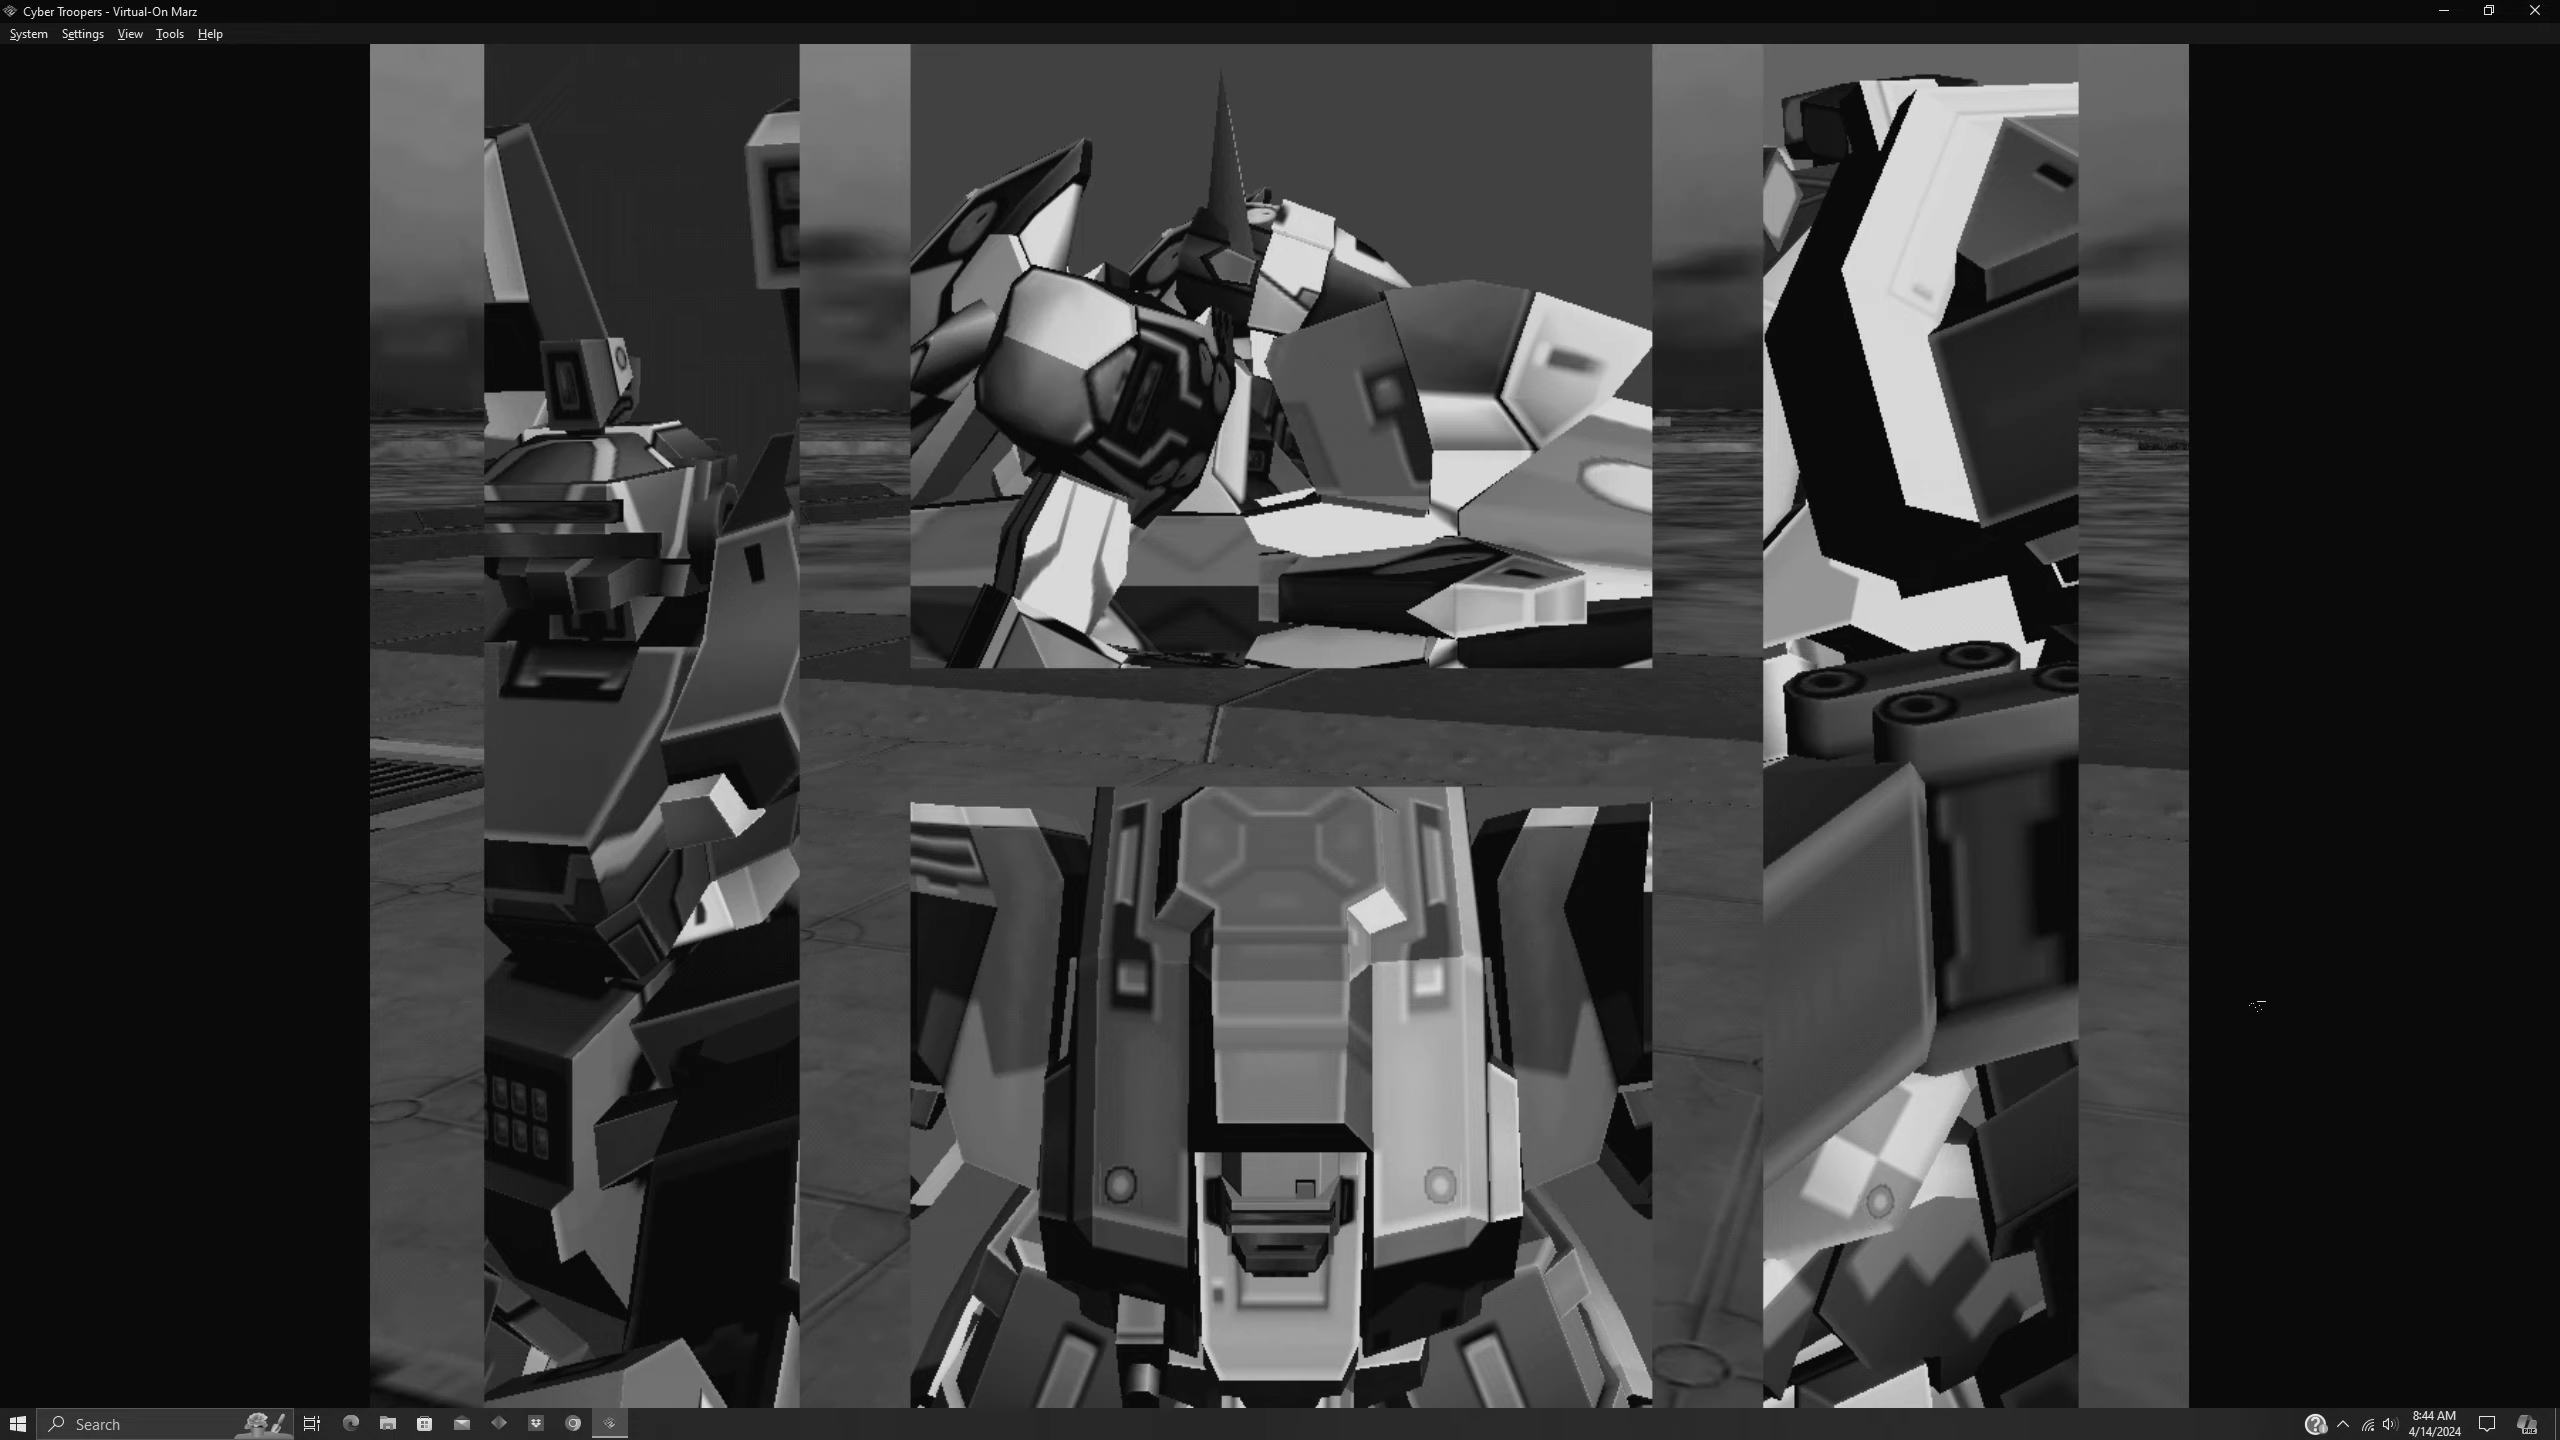 Cyber Troopers - Virtual-On Marz
System Settings View Tools Help
Search
8:44 AM
4/14/2024